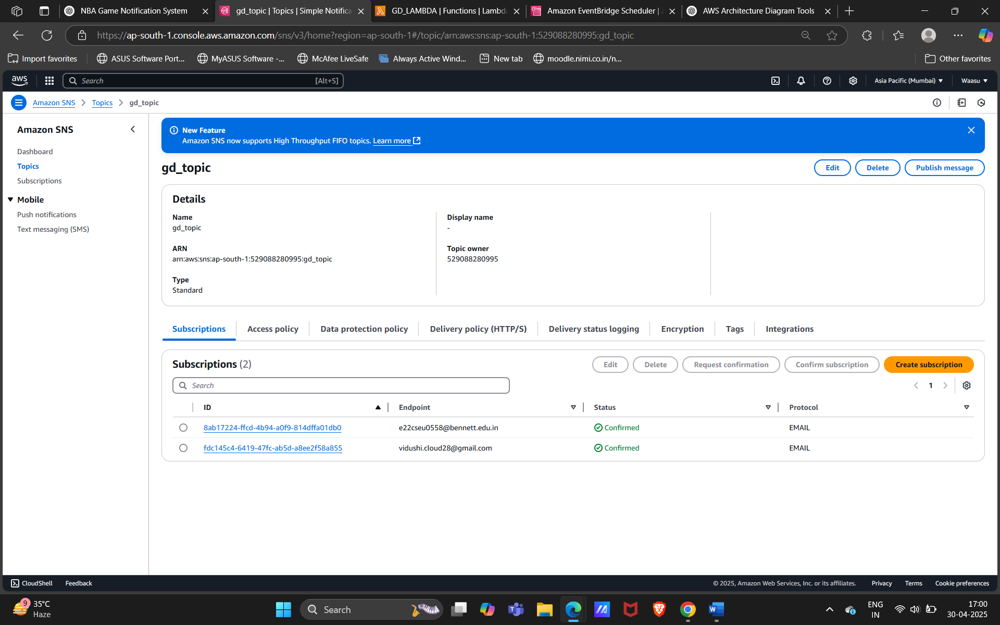 NBA Game Notification System
gd_topic | Topics | Simple Notifica
GD_LAMBDA | Functions | Lambda
Amazon EventBridge Scheduler | a
AWS Architecture Diagram Tools
https://ap-south-1.console.aws.amazon.com/sns/v3/home?region=ap-south-1#/topic/arn:aws:sns:ap-south-1:529088280995:gd_topic
Import favorites
ASUS Software Port...
MyASUS Software -...
McAfee LiveSafe
Always Active Wind...
New tab
moodle.nimi.co.in/n...
Other favorites
aws
Search
[Alt+S]
Asia Pacific (Mumbai)
Waasu
Amazon SNS
Topics
gd_topic
Amazon SNS
Dashboard
Topics
Subscriptions
Mobile
Push notifications
Text messaging (SMS)
New Feature
Amazon SNS now supports High Throughput FIFO topics. Learn more
gd_topic
Edit
Delete
Publish message
Details
Name
gd_topic
ARN
arn:aws:sns:ap-south-1:529088280995:gd_topic
Type
Standard
Display name
-
Topic owner
529088280995
Subscriptions
Access policy
Data protection policy
Delivery policy (HTTP/S)
Delivery status logging
Encryption
Tags
Integrations
Subscriptions (2)
Edit
Delete
Request confirmation
Confirm subscription
Create subscription
Search
1
ID
Endpoint
Status
Protocol
8ab17224-ffcd-4b94-a0f9-814dffa01db0
e22cseu0558@bennett.edu.in
Confirmed
EMAIL
fdc145c4-6419-47fc-ab5d-a8ee2f58a855
vidushi.cloud28@gmail.com
Confirmed
EMAIL
CloudShell
Feedback
© 2025, Amazon Web Services, Inc. or its affiliates.
Privacy
Terms
Cookie preferences
9
35°C
Haze
Search
ENG
IN
17:00
30-04-2025